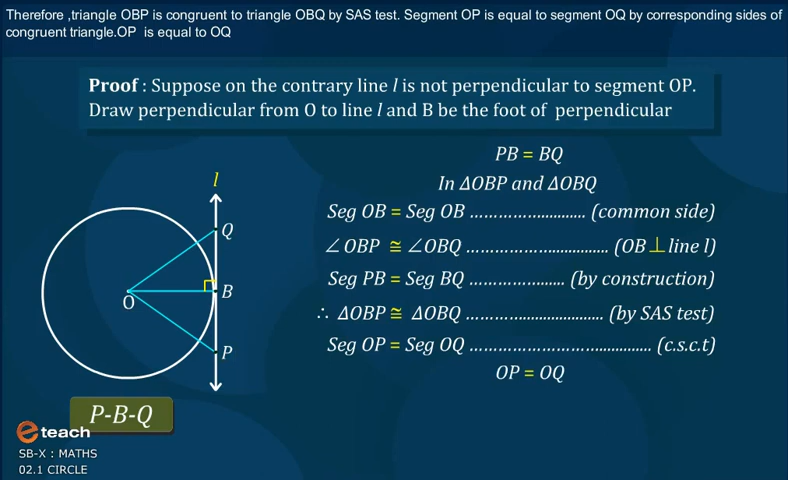 Therefore ,triangle OBP is congruent to triangle OBQ by SAS test. Segment OP is equal to segment OQ by corresponding sides of
congruent triangle.OP is equal to OQ
Proof : Suppose on the contrary line l is not perpendicular to segment OP.
Draw perpendicular from O to line l and B be the foot of perpendicular
PB = BQ
In ΔOBP and ΔOBQ
Seg OB = Seg OB ........................... (common side)
∠ OBP ≅ ∠OBQ ................................. (OB ⊥ line l)
Seg PB = Seg BQ ...................... (by construction)
∴ ΔOBP ≅ ΔOBQ ................................ (by SAS test)
Seg OP = Seg OQ .......................................... (c.s.c.t)
OP = OQ
l
Q
O
B
P
P-B-Q
eteach
SB-X : MATHS
02.1 CIRCLE